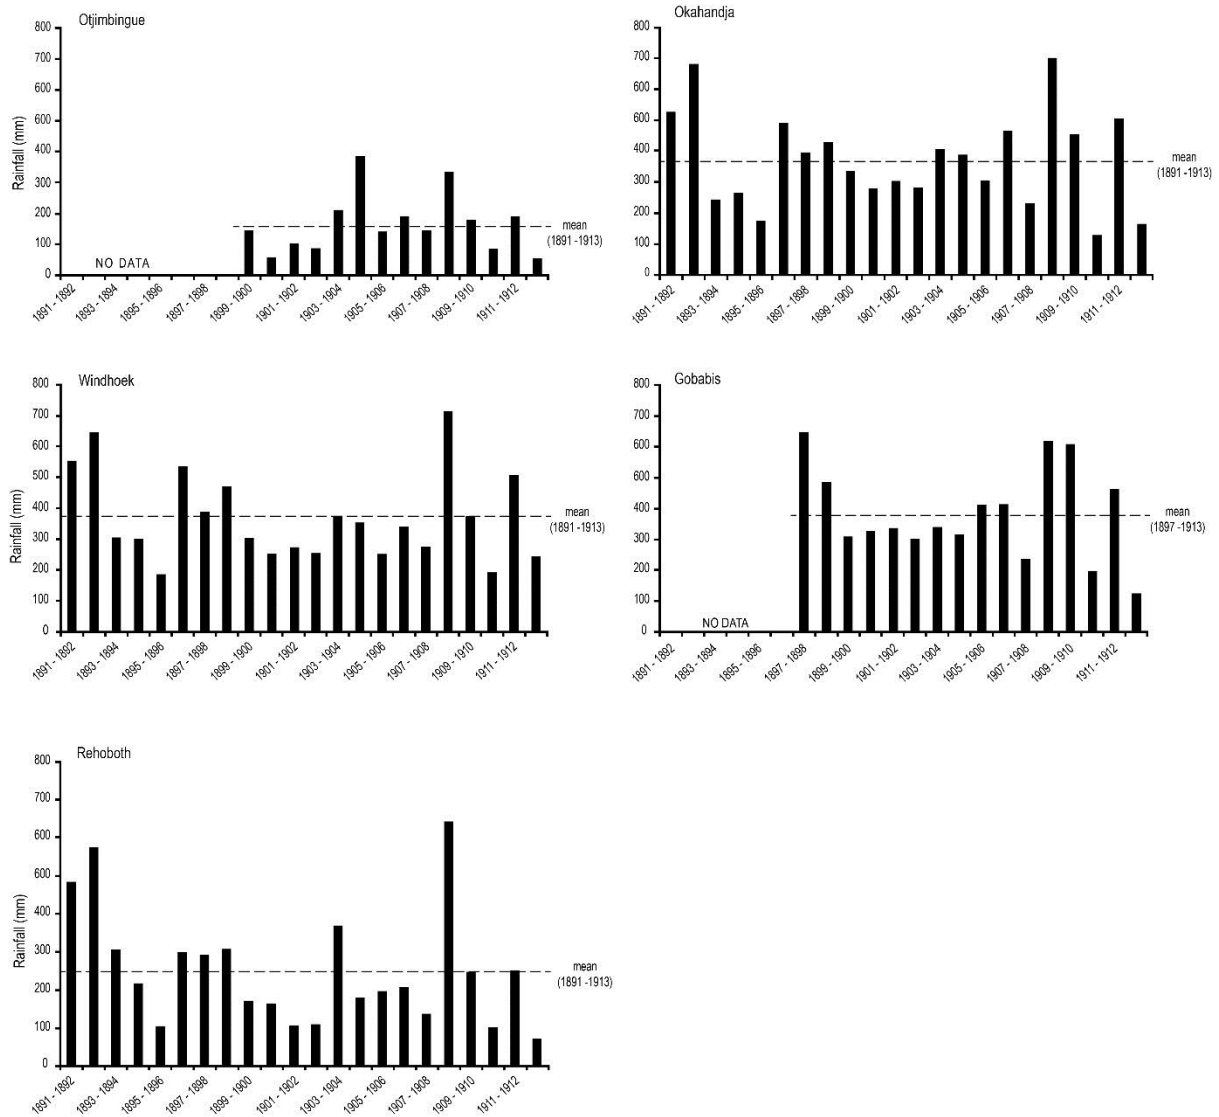 Otjimbingue
Rainfall (mm)
800
700
600
500
400
300
200
100
0
NO DATA
mean
(1891 -1913)
1891 - 1892
1893 - 1894
1895 - 1896
1897 - 1898
1899 - 1900
1901 - 1902
1903 - 1904
1905 - 1906
1907 - 1908
1909 - 1910
1911 - 1912
Okahandja
800
700
600
500
400
300
200
100
0
mean
(1891 -1913)
1891 - 1892
1893 - 1894
1895 - 1896
1897 - 1898
1899 - 1900
1901 - 1902
1903 - 1904
1905 - 1906
1907 - 1908
1909 - 1910
1911 - 1912
Windhoek
Rainfall (mm)
800
700
600
500
400
300
200
100
0
mean
(1891 -1913)
1891 - 1892
1893 - 1894
1895 - 1896
1897 - 1898
1899 - 1900
1901 - 1902
1903 - 1904
1905 - 1906
1907 - 1908
1909 - 1910
1911 - 1912
Gobabis
800
700
600
500
400
300
200
100
0
NO DATA
mean
(1897 -1913)
1891 - 1892
1893 - 1894
1895 - 1896
1897 - 1898
1899 - 1900
1901 - 1902
1903 - 1904
1905 - 1906
1907 - 1908
1909 - 1910
1911 - 1912
Rehoboth
Rainfall (mm)
800
700
600
600
400
300
200
100
0
mean
(1891 -1913)
1891 - 1892
1893 - 1894
1895 - 1896
1897 - 1898
1899 - 1900
1901 - 1902
1903 - 1904
1905 - 1906
1907 - 1908
1909 - 1910
1911 - 1912